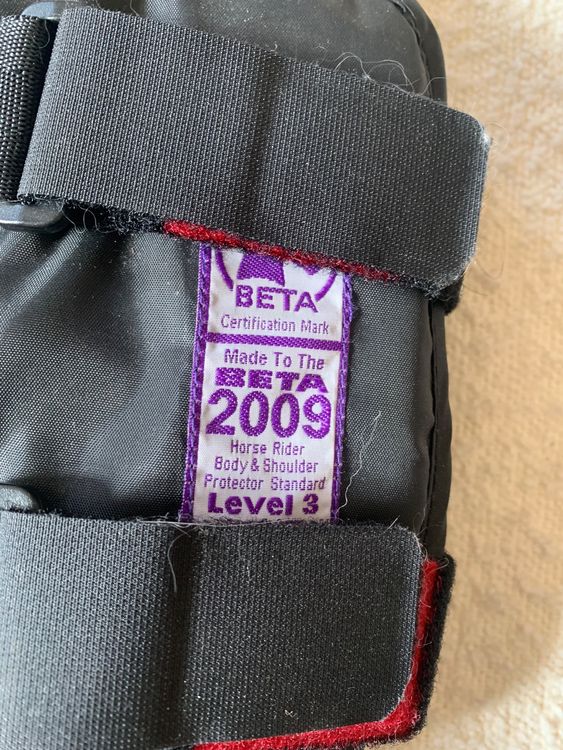 BETA
Certification Mark
Made To The
BETA
2009
Horse Rider
Body & Shoulder
Protector Standard
Level 3